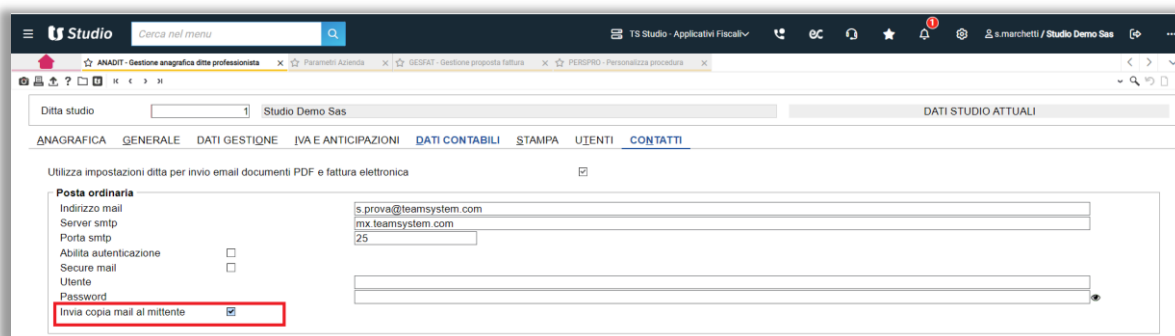 TS Studio
Cerca nel menu
TS Studio - Applicativi Fiscali
ec
1
s.marchetti / Studio Demo Sas
ANADIT - Gestione anagrafica ditte professionista x
Parametri Azienda x
GESFAT - Gestione proposta fattura x
PERSPRO - Personalizza procedura x
Ditta studio 1 Studio Demo Sas DATI STUDIO ATTUALI
ANAGRAFICA GENERALE DATI GESTIONE IVA E ANTICIPAZIONI DATI CONTABILI STAMPA UTENTI CONTATTI
Utilizza impostazioni ditta per invio email documenti PDF e fattura elettronica
Posta ordinaria
Indirizzo mail s.prova@teamsystem.com
Server smtp mx.teamsystem.com
Porta smtp 25
Abilita autenticazione
Secure mail
Utente
Password
Invia copia mail al mittente